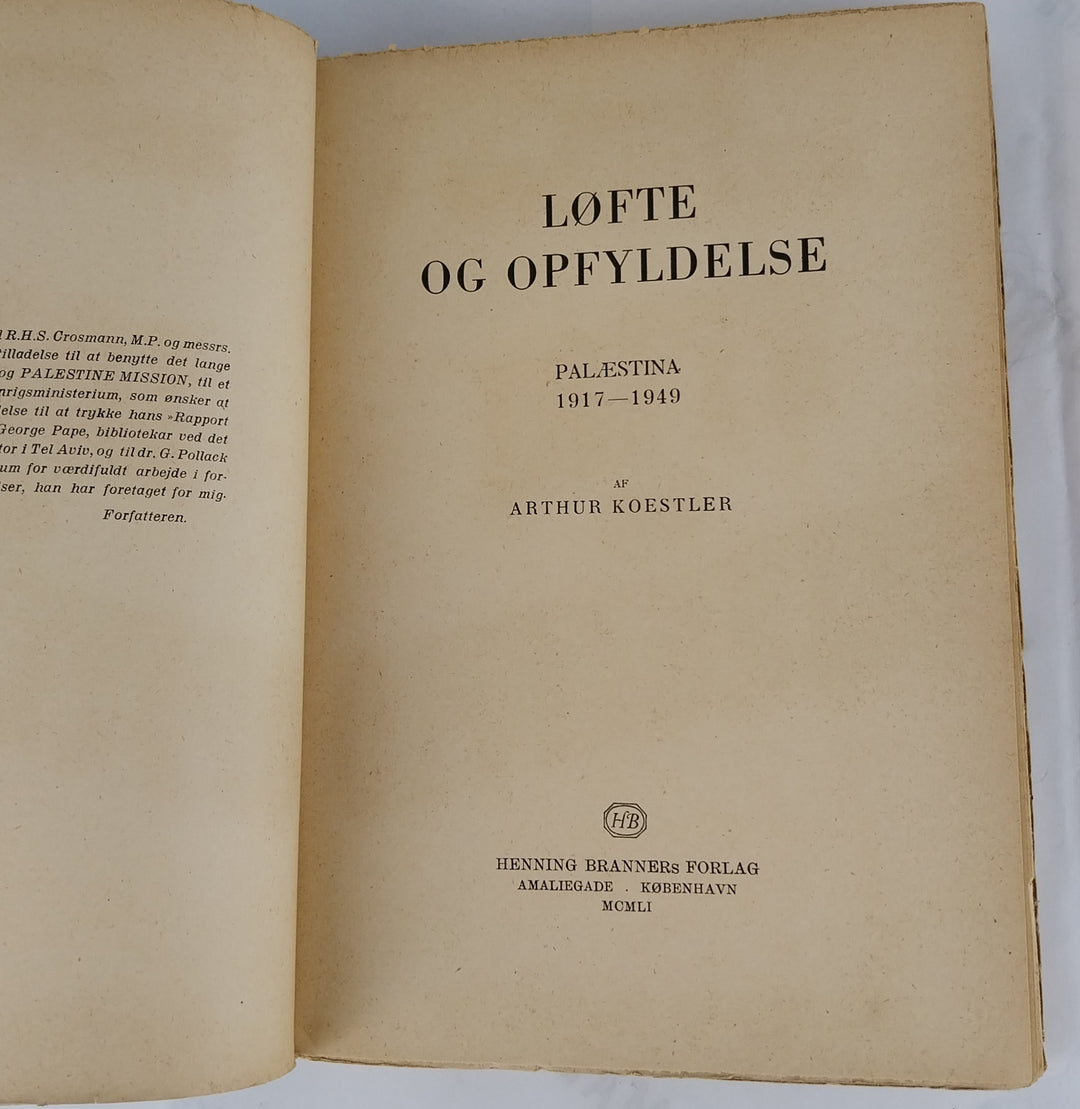 R.H.S. Crosmann, M.P. og messrs.
tilladelse til at benytte det lange
og PALESTINE MISSION, til et
nrigsministerium, som ønsker at
else til at trykke hans »Rapport
George Pape, bibliotekar ved det
tor i Tel Aviv, og til dr. G. Pollack
um for værdifuldt arbejde i for-
ser, han har foretaget for mig.
Forfatteren.
LØFTE
OG OPFYLDELSE
PALÆSTINA
1917—1949
AF
ARTHUR KOESTLER
HB
HENNING BRANNERs FORLAG
AMALIEGADE . KØBENHAVN
MCMLI